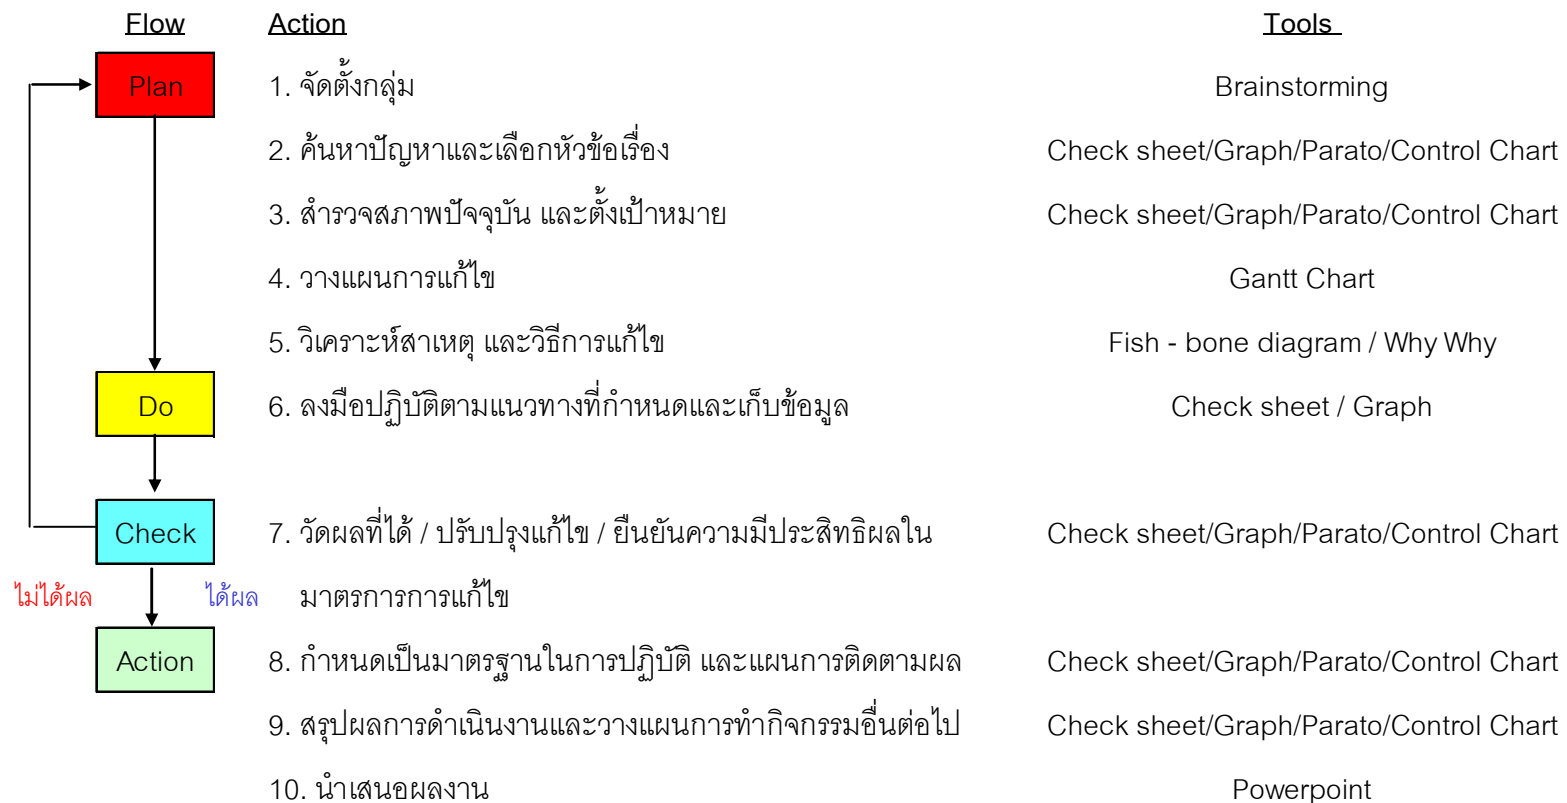 Flow Action Tools
Plan 1. จัดตั้งกลุ่ม Brainstorming
2. ค้นหาปัญหาและเลือกหัวข้อเรื่อง Check sheet/Graph/Parato/Control Chart
3. สำรวจสภาพปัจจุบัน และตั้งเป้าหมาย Check sheet/Graph/Parato/Control Chart
4. วางแผนการแก้ไข Gantt Chart
5. วิเคราะห์สาเหตุ และวิธีการแก้ไข Fish - bone diagram / Why Why
Do 6. ลงมือปฏิบัติตามแนวทางที่กำหนดและเก็บข้อมูล Check sheet / Graph
Check 7. วัดผลที่ได้ / ปรับปรุงแก้ไข / ยืนยันความมีประสิทธิผลใน Check sheet/Graph/Parato/Control Chart
ไม่ได้ผล ได้ผล มาตรการการแก้ไข
Action 8. กำหนดเป็นมาตรฐานในการปฏิบัติ และแผนการติดตามผล Check sheet/Graph/Parato/Control Chart
9. สรุปผลการดำเนินงานและวางแผนการทำกิจกรรมอื่นต่อไป Check sheet/Graph/Parato/Control Chart
10. นำเสนอผลงาน Powerpoint